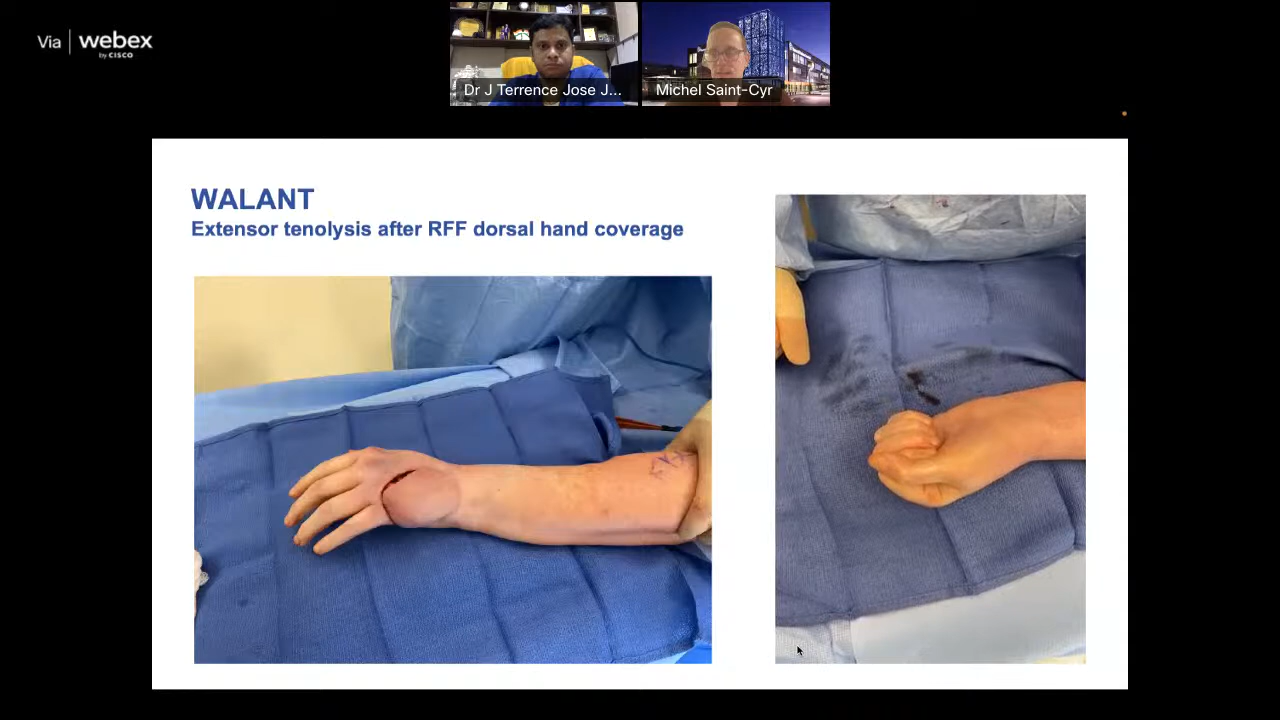 Via | webex
by CISCO
Dr J Terrence Jose J...
Michel Saint-Cyr
WALANT
Extensor tenolysis after RFF dorsal hand coverage